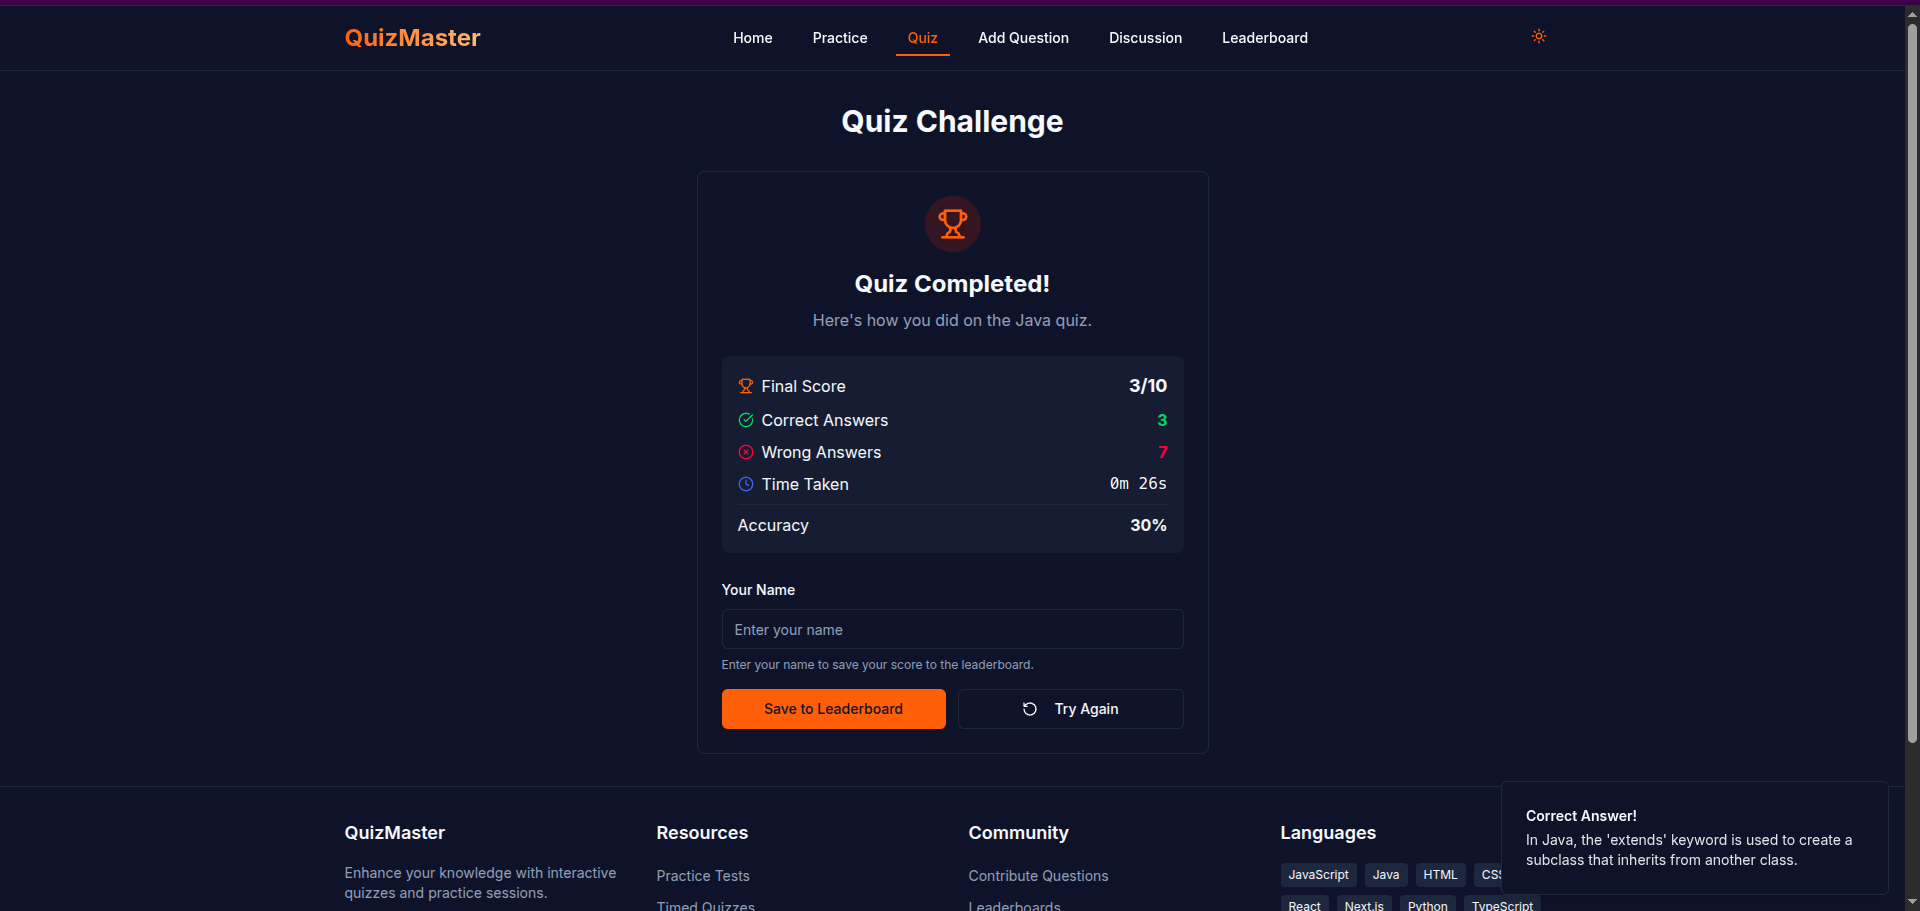 QuizMaster
Home
Practice
Quiz
Add Question
Discussion
Leaderboard
Quiz Challenge
Quiz Completed!
Here's how you did on the Java quiz.
Final Score 3/10
Correct Answers 3
Wrong Answers 7
Time Taken 0m 26s
Accuracy 30%
Your Name
Enter your name
Enter your name to save your score to the leaderboard.
Save to Leaderboard
Try Again
QuizMaster
Enhance your knowledge with interactive
quizzes and practice sessions.
Resources
Practice Tests
Timed Quizzes
Community
Contribute Questions
Leaderboards
Languages
JavaScript
Java
HTML
React
Next.js
Python
TypeScript
Correct Answer!
In Java, the 'extends' keyword is used to create a
subclass that inherits from another class.